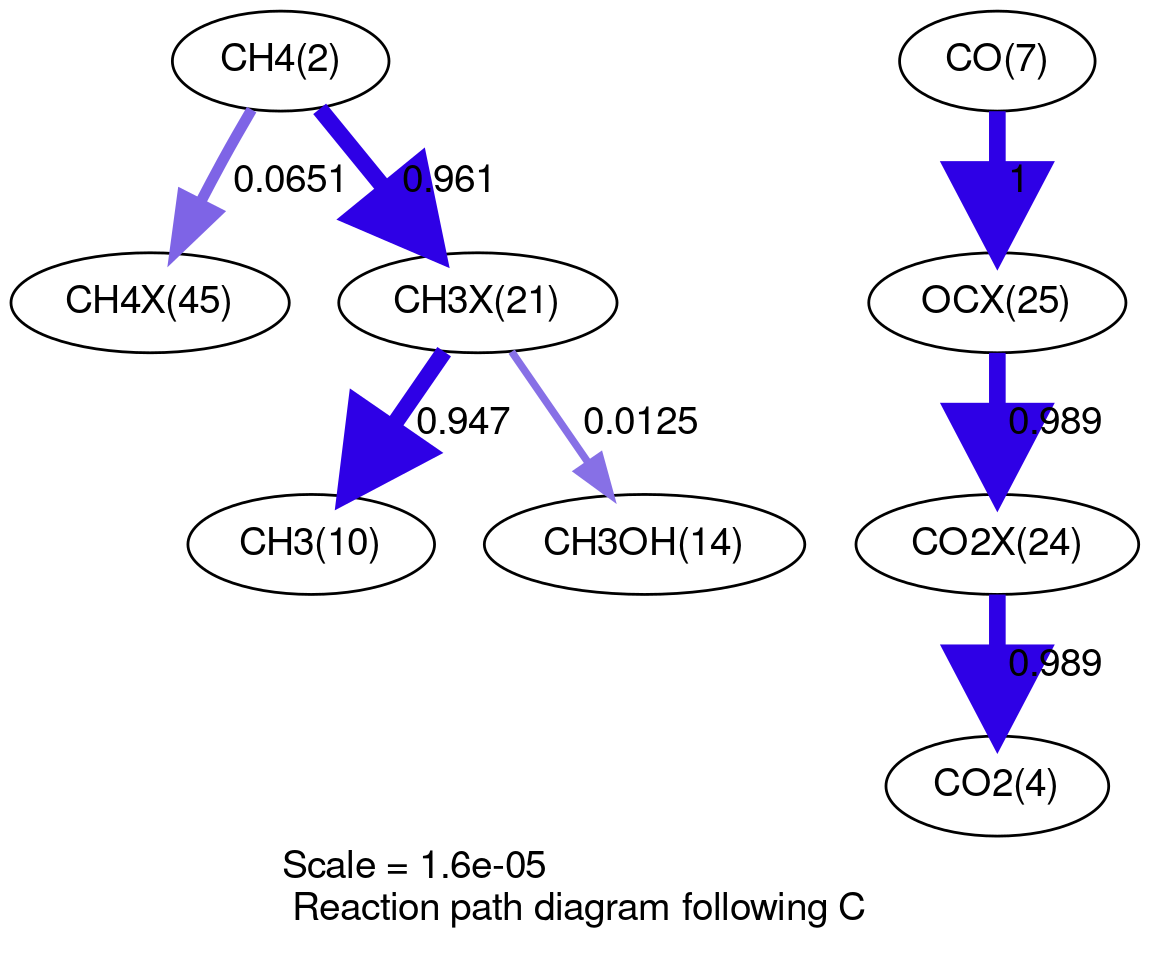 CH4(2)
CO(7)
0.0651
0.961
1
CH4X(45)
CH3X(21)
OCX(25)
0.947
0.0125
0.989
CH3(10)
CH3OH(14)
CO2X(24)
0.989
CO2(4)
Scale = 1.6e-05
Reaction path diagram following C